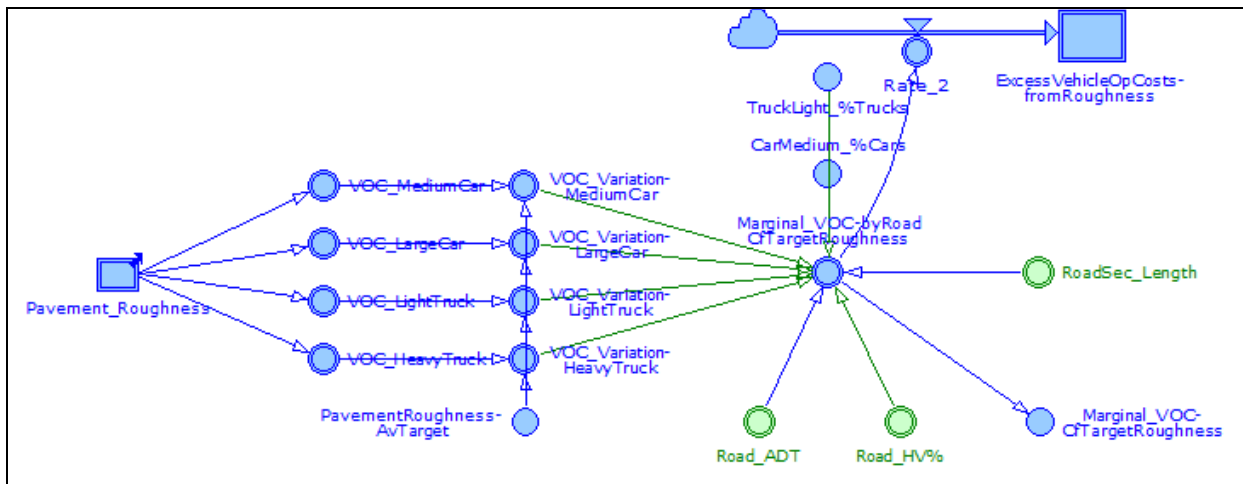 Rate_2
ExcessVehicleOpCosts-
fromRoughness
TruckLight_%Trucks
CarMedium_%Cars
VOC_MediumCar
VOC_Variation-
MediumCar
Marginal_VOC-byRoad
CfTargetRoughness
VOC_LargeCar
VOC_Variation-
LargeCar
RoadSec_Length
Pavement_Roughness
VOC_LightTruck
VOC_Variation-
LightTruck
VOC_HeavyTruck
VOC_Variation-
HeavyTruck
PavementRoughness-
AvTarget
Road_ADT
Road_HV%
Marginal_VOC-
CfTargetRoughness